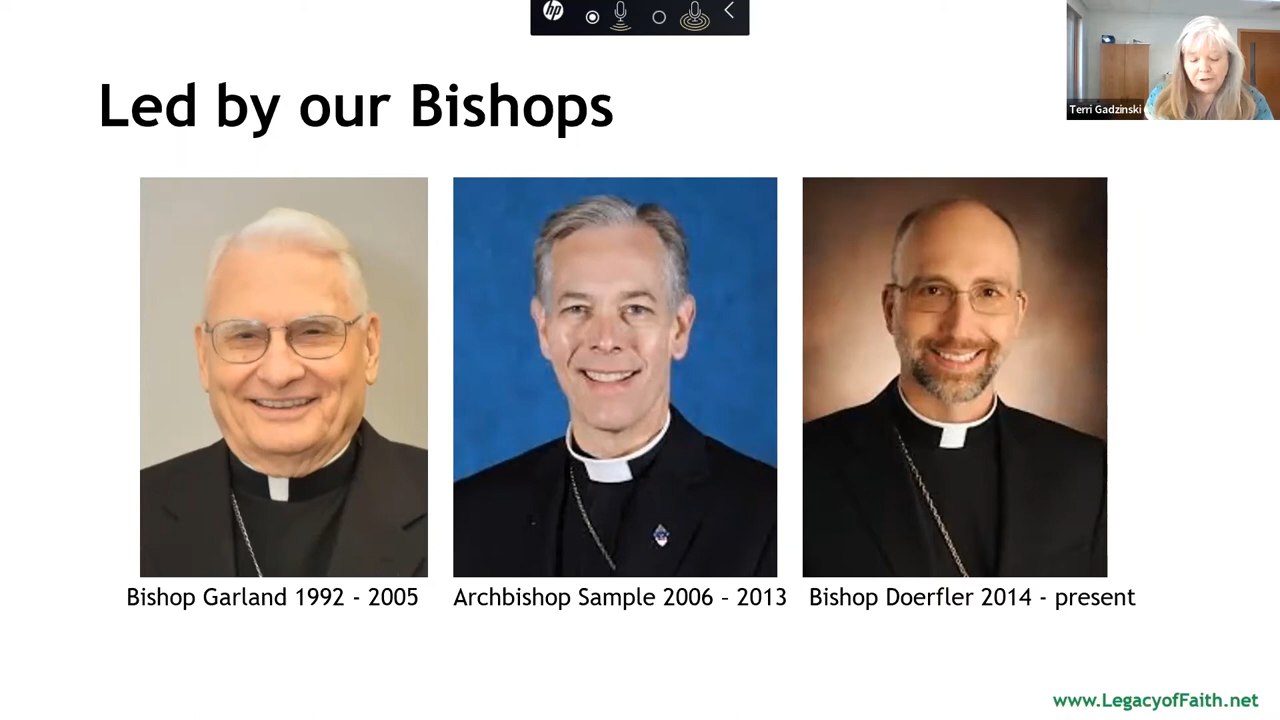 hp
Led by our Bishops
Terri Gadzinski
Bishop Garland 1992 - 2005
Archbishop Sample 2006 – 2013
Bishop Doerfler 2014 - present
www.LegacyofFaith.net